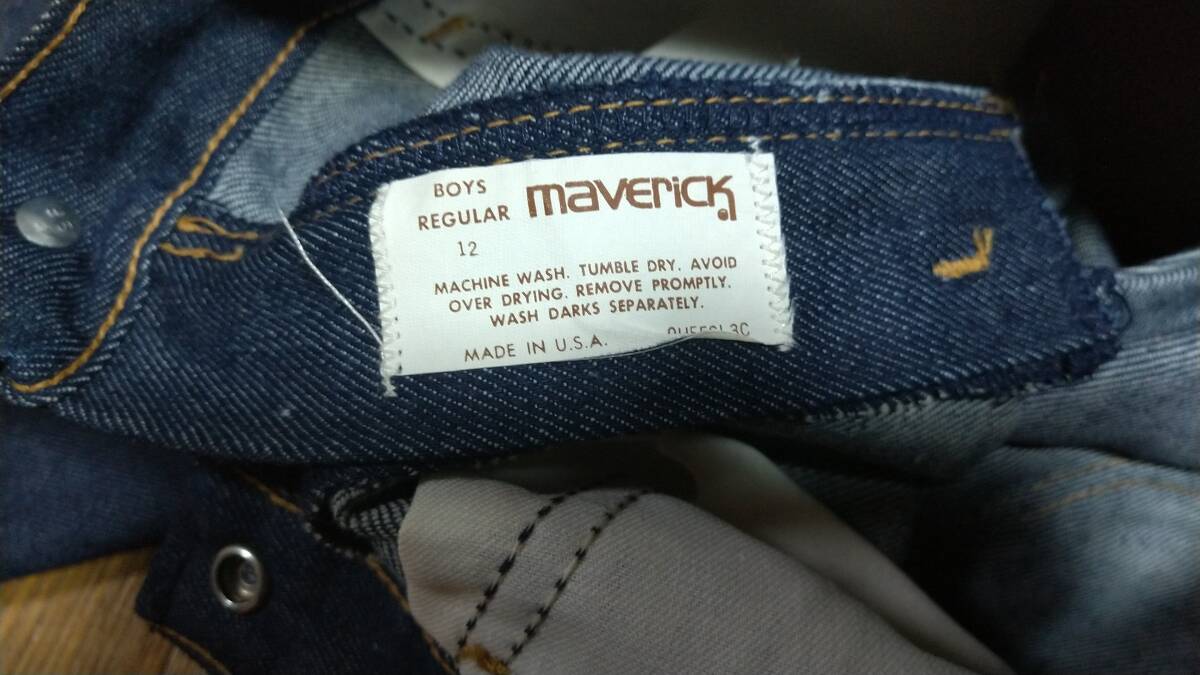 BOYS
REGULAR
maverick
12
MACHINE WASH. TUMBLE DRY. AVOID
OVER DRYING. REMOVE PROMPTLY.
WASH DARKS SEPARATELY.
MADE IN U.S.A.